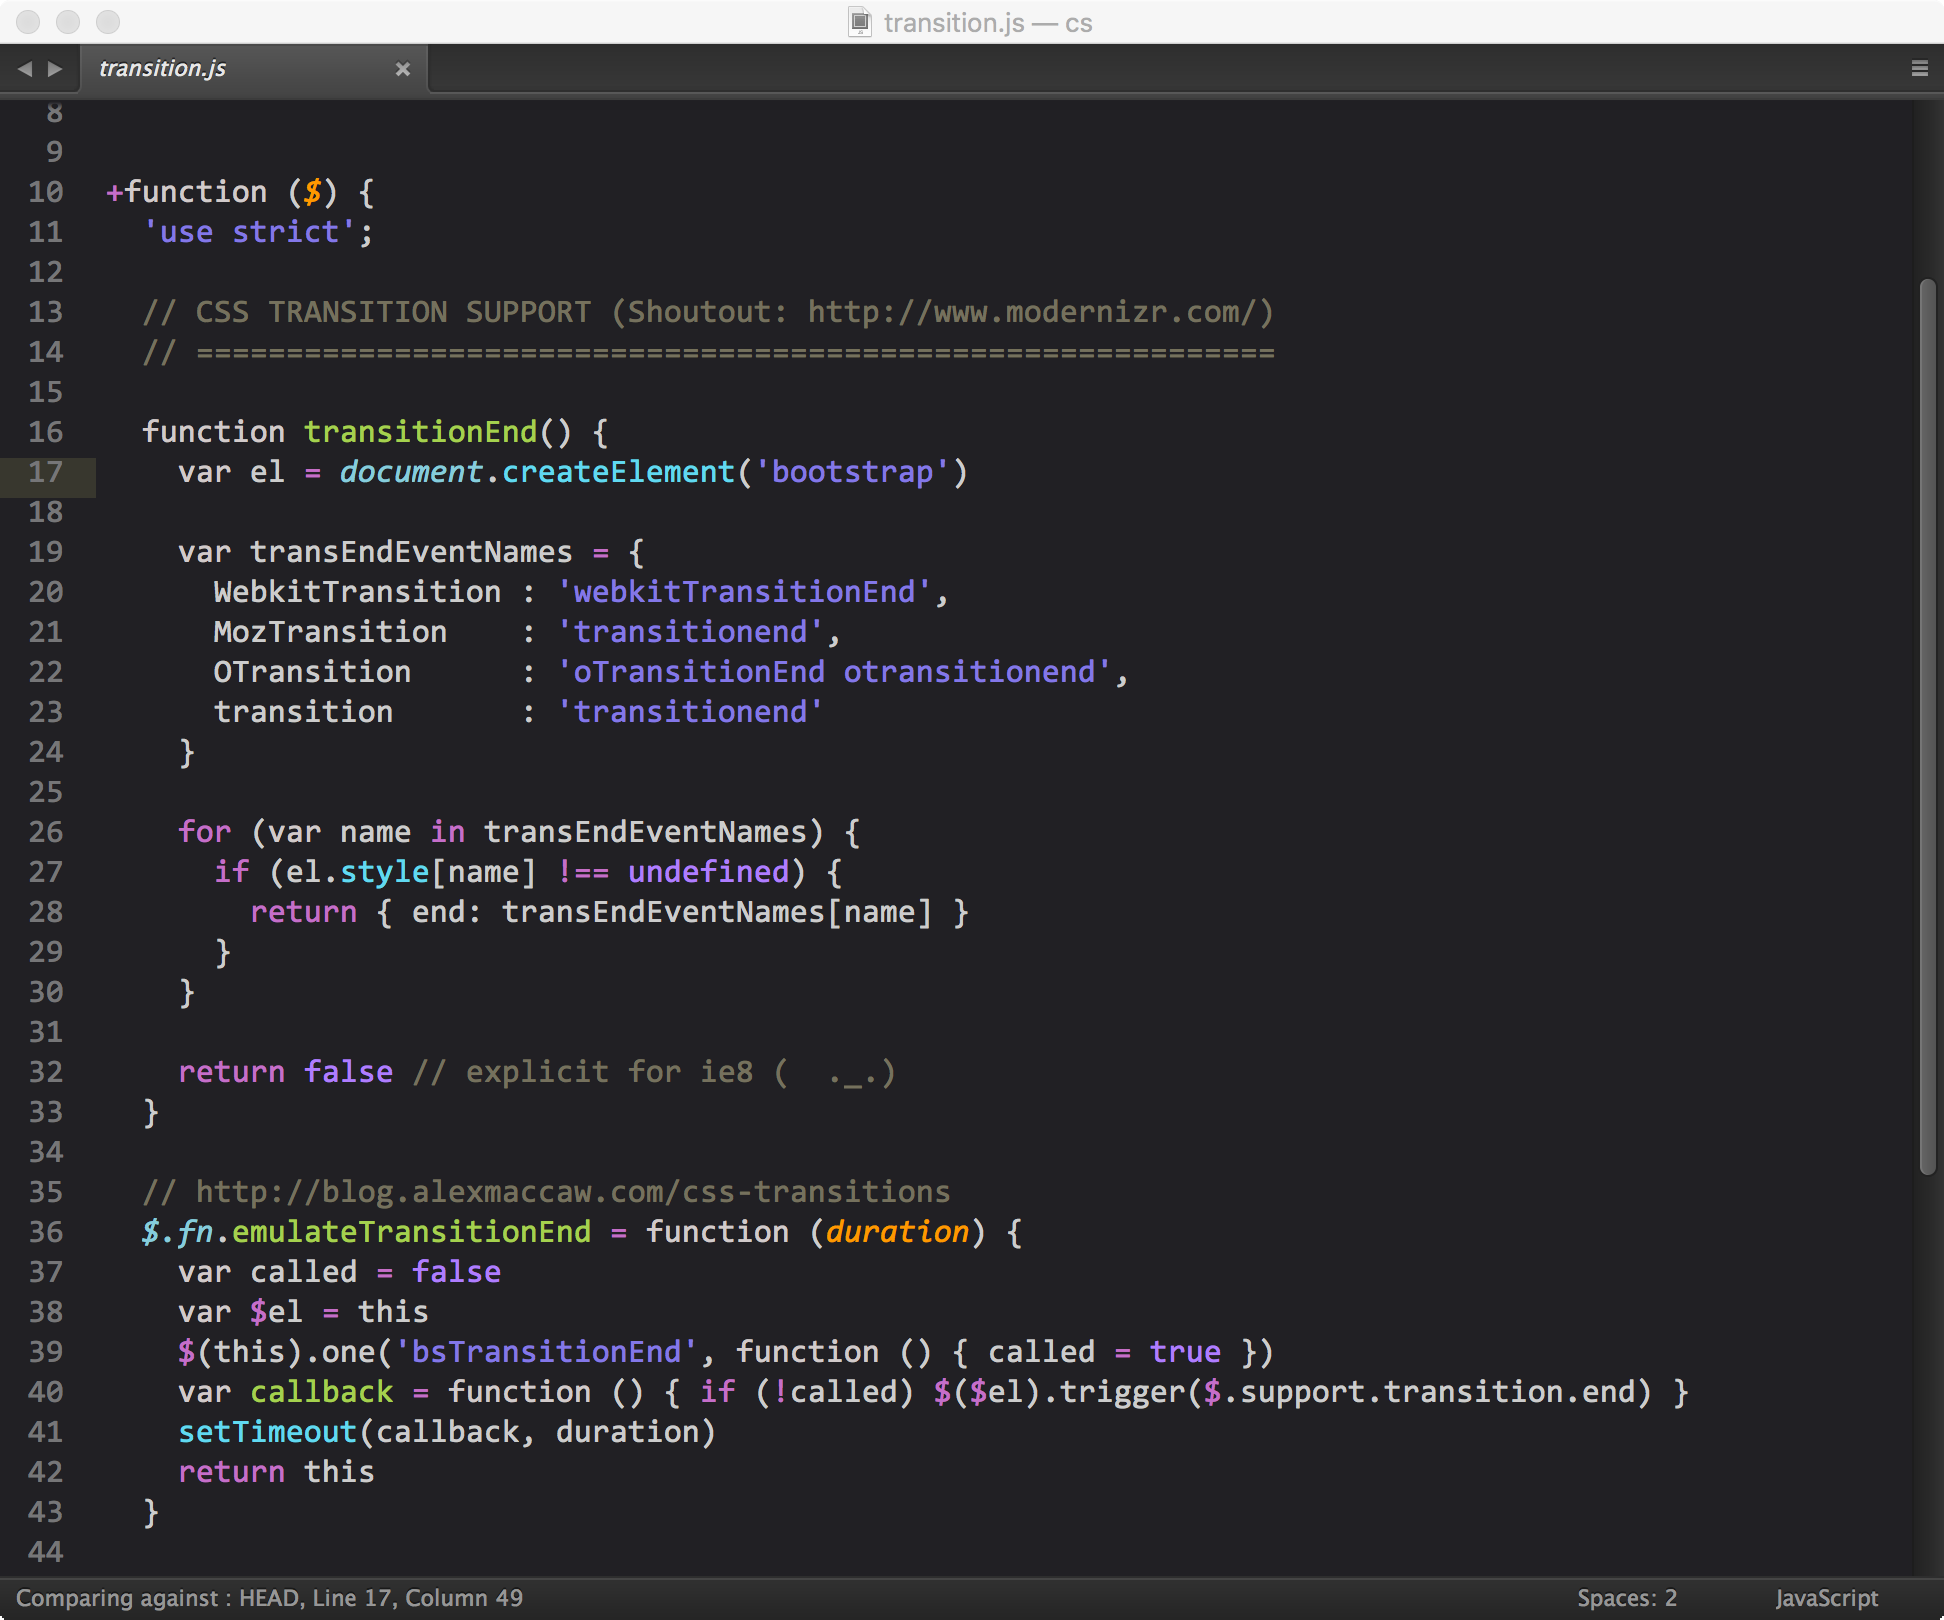 transition.js — cs
transition.js
8
9
10 +function ($) {
11   'use strict';
12
13   // CSS TRANSITION SUPPORT (Shoutout: http://www.modernizr.com/)
14   // ============================================================
15
16   function transitionEnd() {
17     var el = document.createElement('bootstrap')
18
19     var transEndEventNames = {
20       WebkitTransition : 'webkitTransitionEnd',
21       MozTransition    : 'transitionend',
22       OTransition      : 'oTransitionEnd otransitionend',
23       transition       : 'transitionend'
24     }
25
26     for (var name in transEndEventNames) {
27       if (el.style[name] !== undefined) {
28         return { end: transEndEventNames[name] }
29       }
30     }
31
32     return false // explicit for ie8 (  ._.)
33   }
34
35   // http://blog.alexmaccaw.com/css-transitions
36   $.fn.emulateTransitionEnd = function (duration) {
37     var called = false
38     var $el = this
39     $(this).one('bsTransitionEnd', function () { called = true })
40     var callback = function () { if (!called) $($el).trigger($.support.transition.end) }
41     setTimeout(callback, duration)
42     return this
43   }
44
Comparing against : HEAD, Line 17, Column 49 Spaces: 2 JavaScript